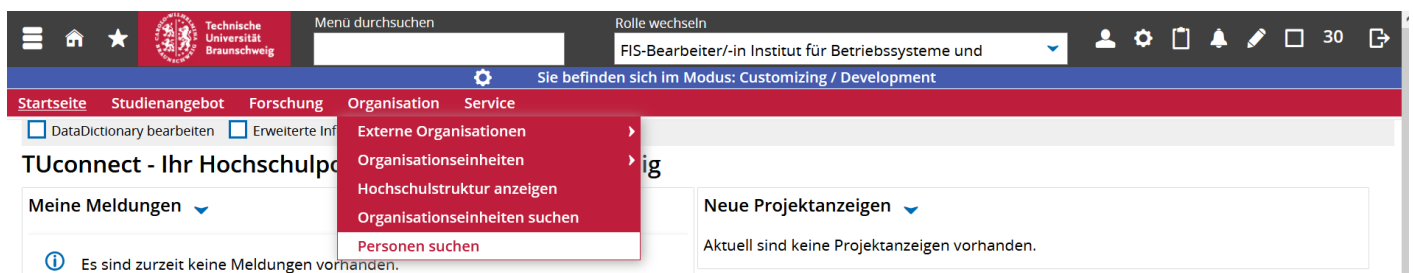 Technische
Universität
Braunschweig
Menü durchsuchen
Rolle wechseln
FIS-Bearbeiter/-in Institut für Betriebssysteme und
30
Sie befinden sich im Modus: Customizing / Development
Startseite Studienangebot Forschung Organisation Service
DataDictionary bearbeiten Erweiterte Inf
Externe Organisationen
Organisationseinheiten
Hochschulstruktur anzeigen
Organisationseinheiten suchen
Personen suchen
TUconnect - Ihr Hochschulpo ig
Meine Meldungen
Es sind zurzeit keine Meldungen vorhanden.
Neue Projektanzeigen
Aktuell sind keine Projektanzeigen vorhanden.